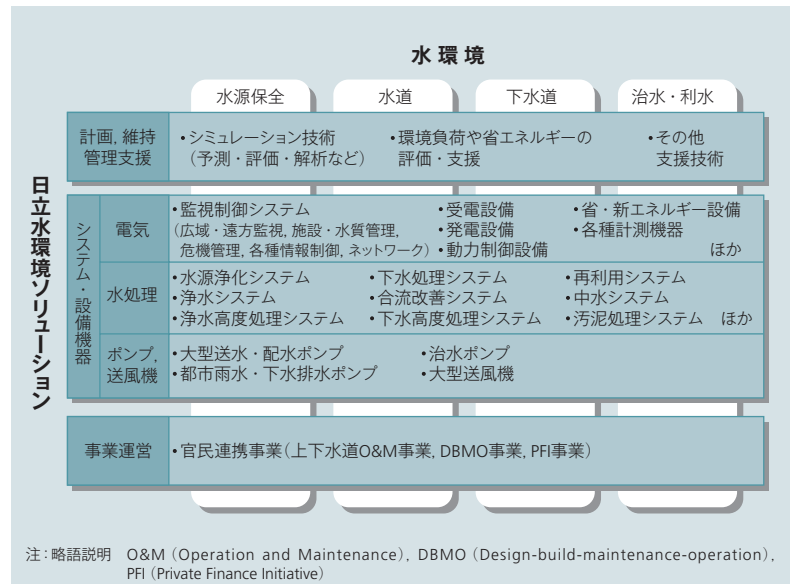 水環境
水源保全
水道
下水道
治水・利水
日立水環境ソリューション
計画, 維持
管理支援
・シミュレーション技術
（予測・評価・解析など）
・環境負荷や省エネルギーの
評価・支援
・その他
支援技術
システム・設備機器
電気
・監視制御システム
（広域・遠方監視, 施設・水質管理,
危機管理, 各種情報制御, ネットワーク）
・受電設備
・発電設備
・動力制御設備
・省・新エネルギー設備
・各種計測機器
ほか
水処理
・水源浄化システム
・浄水システム
・浄水高度処理システム
・下水処理システム
・合流改善システム
・下水高度処理システム
・再利用システム
・中水システム
・汚泥処理システム ほか
ポンプ,
送風機
・大型送水・配水ポンプ
・都市雨水・下水排水ポンプ
・治水ポンプ
・大型送風機
事業運営
・官民連携事業（上下水道O&M事業, DBMO事業, PFI事業）
注：略語説明 O&M（Operation and Maintenance），DBMO（Design-build-maintenance-operation），
PFI（Private Finance Initiative）